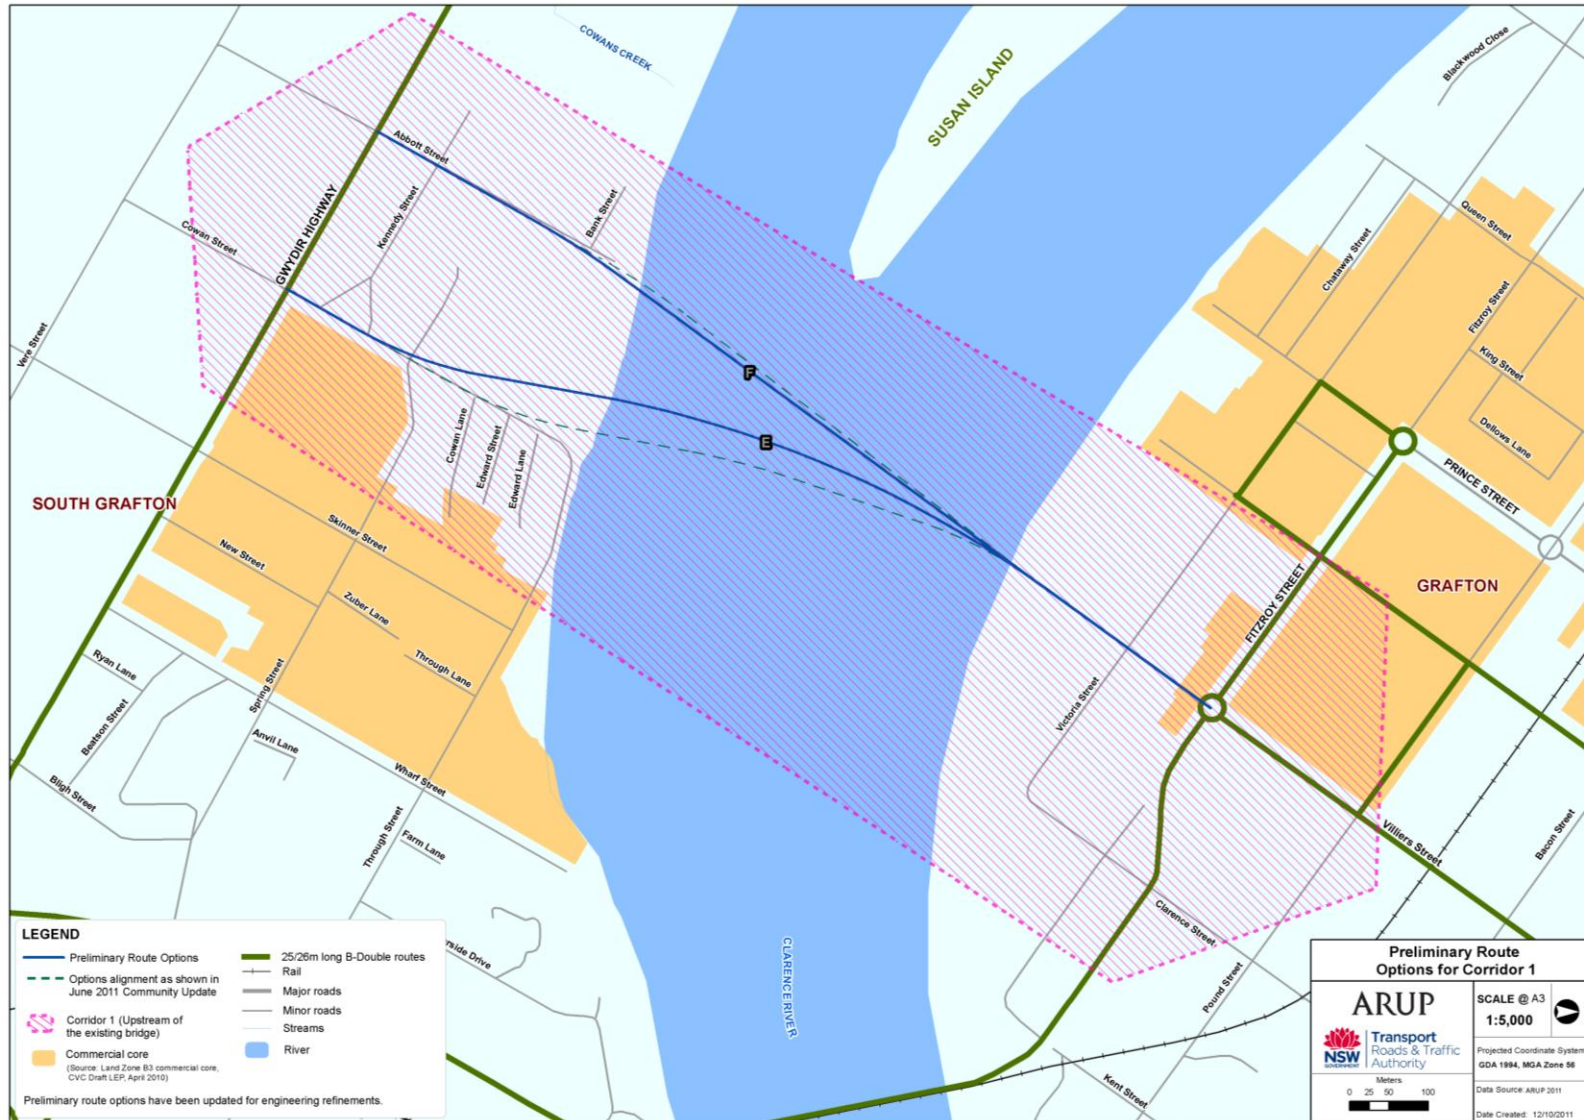 COWANS CREEK
SUSAN ISLAND
Blackwood Close
Abbott Street
Kennedy Street
Bank Street
GWYDIR HIGHWAY
Cowan Street
Vere Street
Queen Street
Chataway Street
Fitzroy Street
King Street
Dellows Lane
PRINCE STREET
F
E
Cowan Lane
Edward Street
Edward Lane
SOUTH GRAFTON
Skinner Street
New Street
Zuber Lane
Through Lane
GRAFTON
FITZROY STREET
Victoria Street
Ryan Lane
Beatson Street
Spring Street
Anvil Lane
Wharf Street
Bligh Street
Through Street
Farm Lane
Villiers Street
Bacon Street
Clarence Street
Pound Street
Kent Street
CLARENCE RIVER
erside Drive
LEGEND
Preliminary Route Options
Options alignment as shown in
June 2011 Community Update
Corridor 1 (Upstream of
the existing bridge)
Commercial core
(Source: Land Zone B3 commercial core,
CVC Draft LEP, April 2010)
25/26m long B-Double routes
Rail
Major roads
Minor roads
Streams
River
Preliminary route options have been updated for engineering refinements.
Preliminary Route
Options for Corridor 1
ARUP
NSW
GOVERNMENT
Transport
Roads & Traffic
Authority
Meters
0 25 50 100
SCALE @ A3
1:5,000
Projected Coordinate System
GDA 1994, MGA Zone 56
Data Source: ARUP 2011
Date Created: 12/10/2011